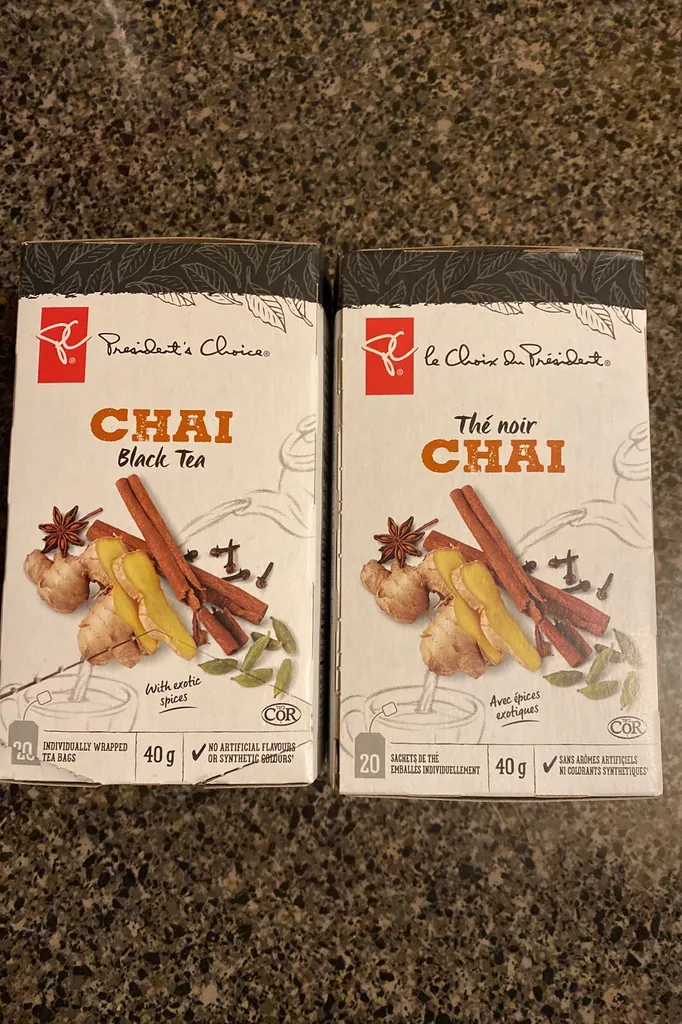 President's Choice®
CHAI
Black Tea
With exotic
spices
COR
20
INDIVIDUALLY WRAPPED
TEA BAGS
40 g
✓ NO ARTIFICIAL FLAVOURS
OR SYNTHETIC COLOURS
le Choix du Président®
Thé noir
CHAI
Avec épices
exotiques
COR
20
SACHETS DE THÉ
EMBALLÉS INDIVIDUELLEMENT
40 g
✓ SANS ARÔMES ARTIFICIELS
NI COLORANTS SYNTHÉTIQUES